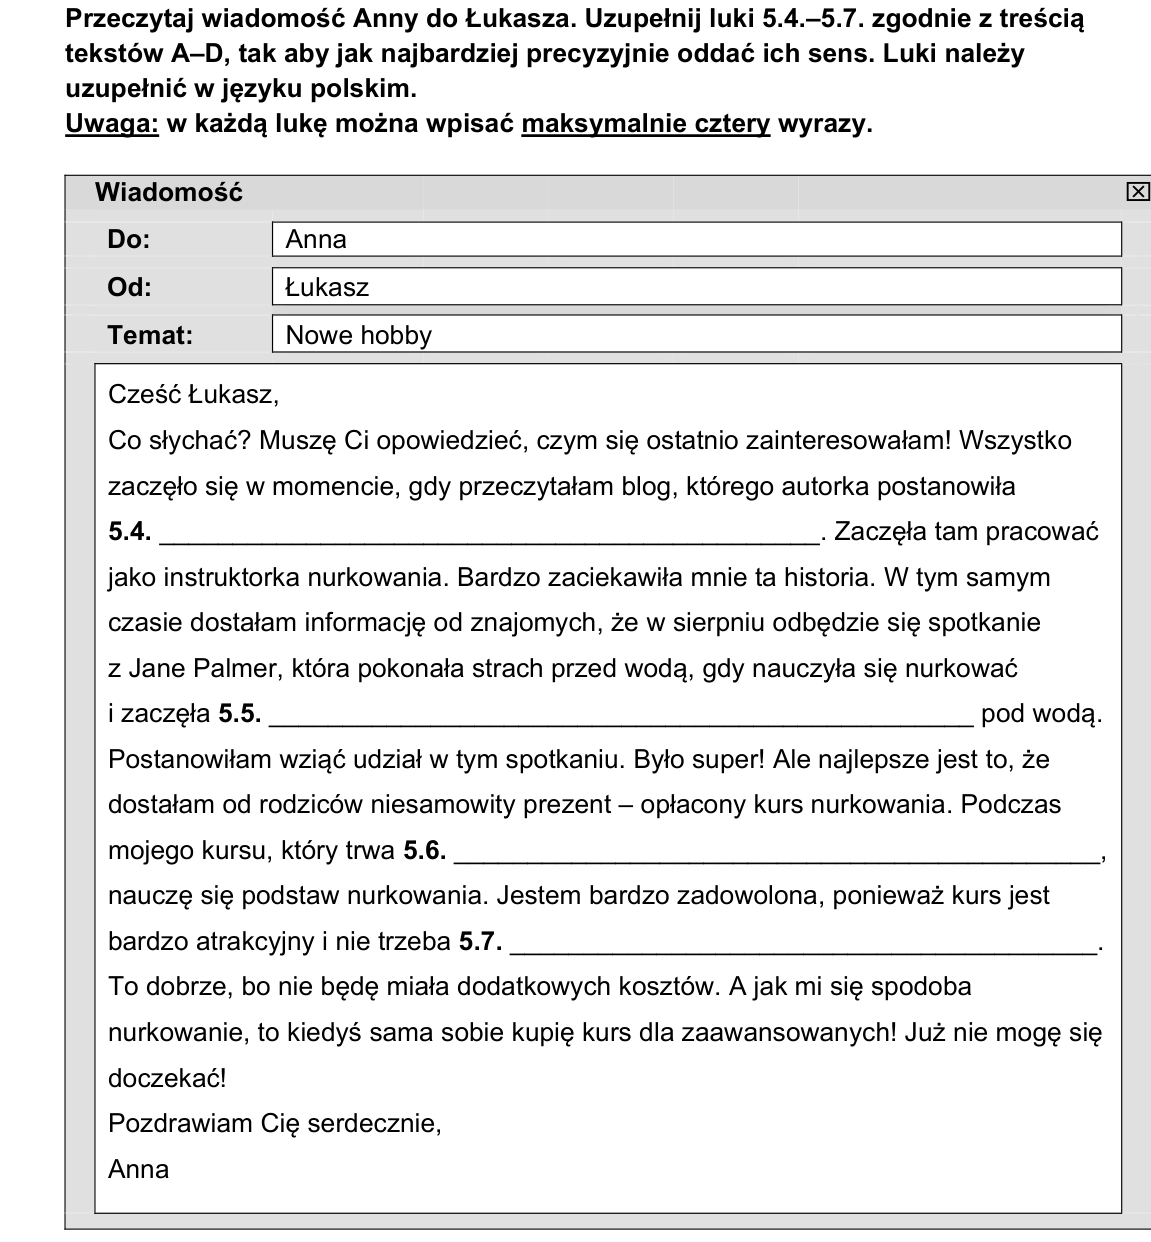 Przeczytaj wiadomość Anny do Łukasza. Uzupełnij luki 5.4.–5.7. zgodnie z treścią
tekstów A–D, tak aby jak najbardziej precyzyjnie oddać ich sens. Luki należy
uzupełnić w języku polskim.
Uwaga: w każdą lukę można wpisać maksymalnie cztery wyrazy.
Wiadomość
Do: Anna
Od: Łukasz
Temat: Nowe hobby
Cześć Łukasz,
Co słychać? Muszę Ci opowiedzieć, czym się ostatnio zainteresowałam! Wszystko
zaczęło się w momencie, gdy przeczytałam blog, którego autorka postanowiła
5.4. ______________________________________________. Zaczęła tam pracować
jako instruktorka nurkowania. Bardzo zaciekawiła mnie ta historia. W tym samym
czasie dostałam informację od znajomych, że w sierpniu odbędzie się spotkanie
z Jane Palmer, która pokonała strach przed wodą, gdy nauczyła się nurkować
i zaczęła 5.5. _________________________________________________ pod wodą.
Postanowiłam wziąć udział w tym spotkaniu. Było super! Ale najlepsze jest to, że
dostałam od rodziców niesamowity prezent – opłacony kurs nurkowania. Podczas
mojego kursu, który trwa 5.6. _____________________________________________,
nauczę się podstaw nurkowania. Jestem bardzo zadowolona, ponieważ kurs jest
bardzo atrakcyjny i nie trzeba 5.7. _________________________________________.
To dobrze, bo nie będę miała dodatkowych kosztów. A jak mi się spodoba
nurkowanie, to kiedyś sama sobie kupię kurs dla zaawansowanych! Już nie mogę się
doczekać!
Pozdrawiam Cię serdecznie,
Anna